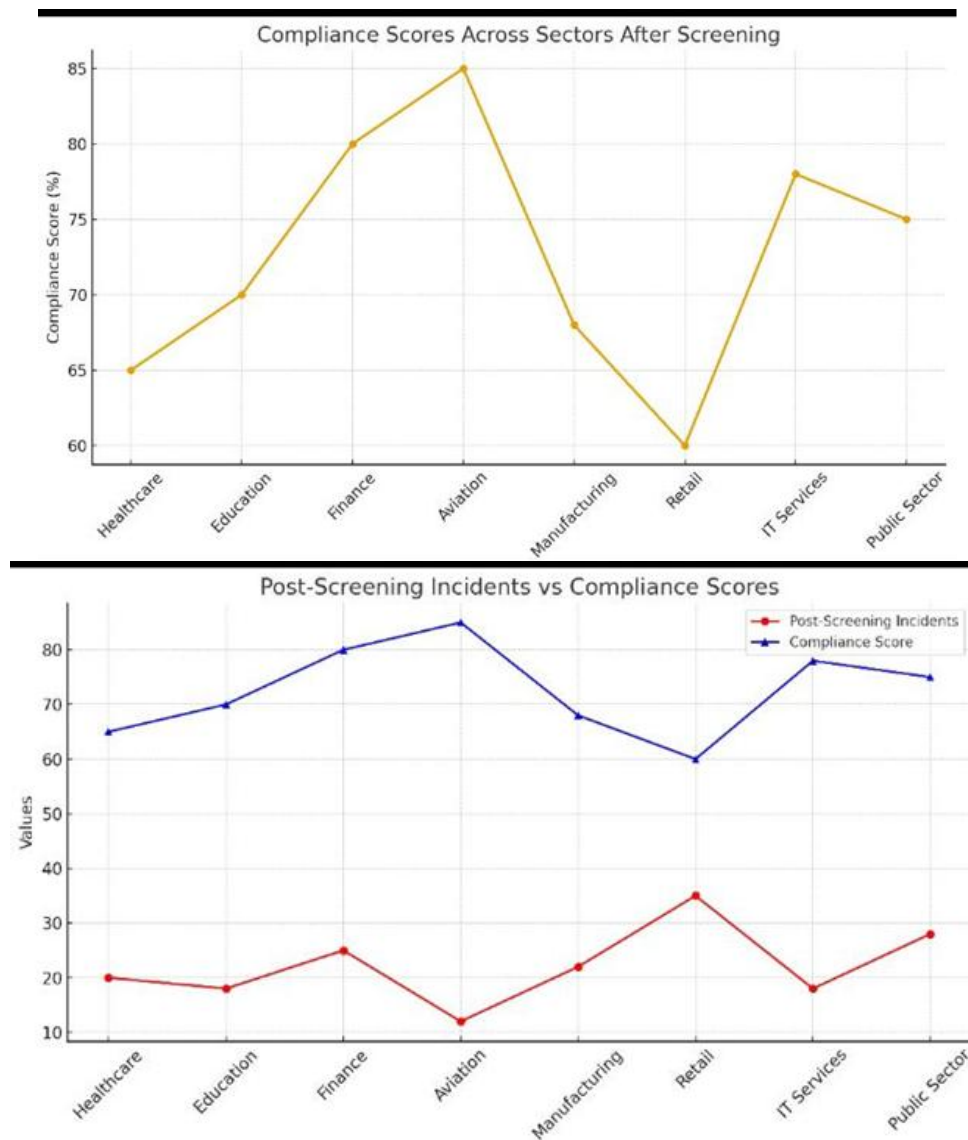 Compliance Scores Across Sectors After Screening
Compliance Score (%)
85
80
75
70
65
60
Healthcare
Education
Finance
Aviation
Manufacturing
Retail
IT Services
Public Sector
Post-Screening Incidents vs Compliance Scores
Post-Screening Incidents
Compliance Score
Values
80
70
60
50
40
30
20
10
Healthcare
Education
Finance
Aviation
Manufacturing
Retail
IT Services
Public Sector